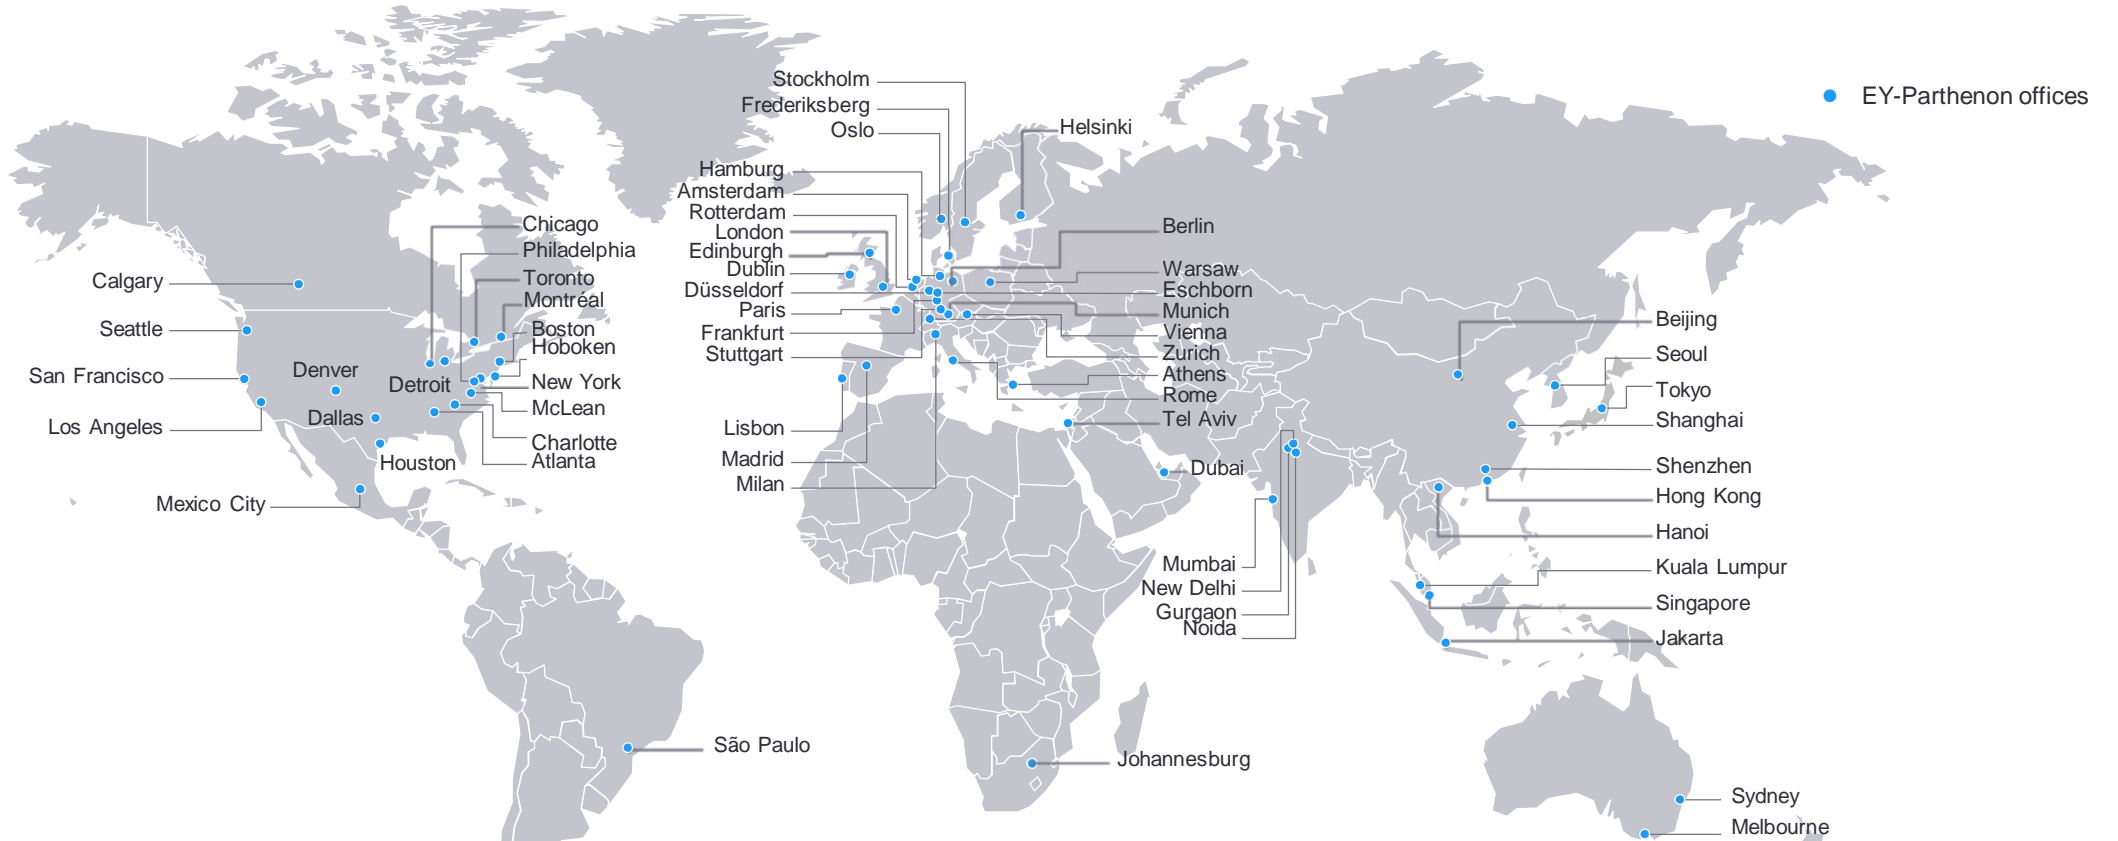 EY-Parthenon offices
Calgary
Seattle
San Francisco
Los Angeles
Mexico City
Denver
Dallas
Houston
Detroit
Chicago
Philadelphia
Toronto
Montréal
Boston
Hoboken
New York
McLean
Charlotte
Atlanta
São Paulo
Stockholm
Frederiksberg
Oslo
Hamburg
Amsterdam
Rotterdam
London
Edinburgh
Dublin
Düsseldorf
Paris
Frankfurt
Stuttgart
Lisbon
Madrid
Milan
Helsinki
Berlin
Warsaw
Eschborn
Munich
Vienna
Zurich
Athens
Rome
Tel Aviv
Dubai
Mumbai
New Delhi
Gurgaon
Noida
Johannesburg
Beijing
Seoul
Tokyo
Shanghai
Shenzhen
Hong Kong
Hanoi
Kuala Lumpur
Singapore
Jakarta
Sydney
Melbourne